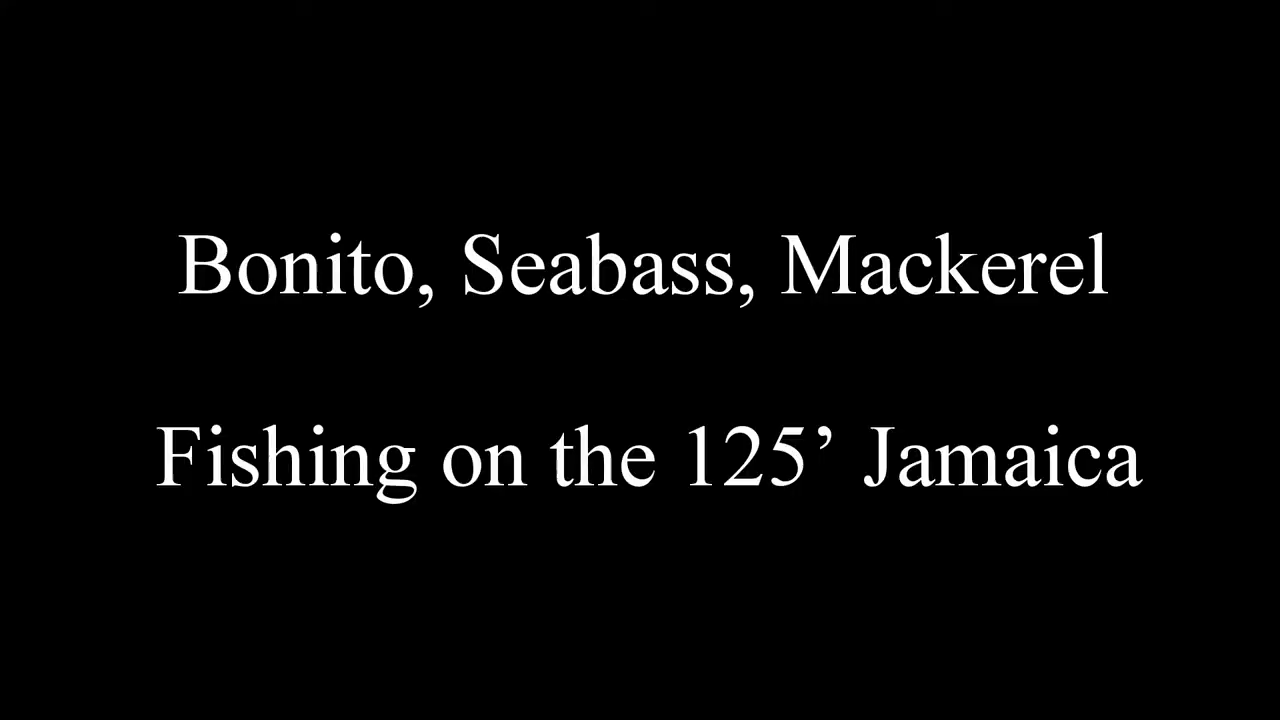 Bonito, Seabass, Mackerel
Fishing on the 125’ Jamaica